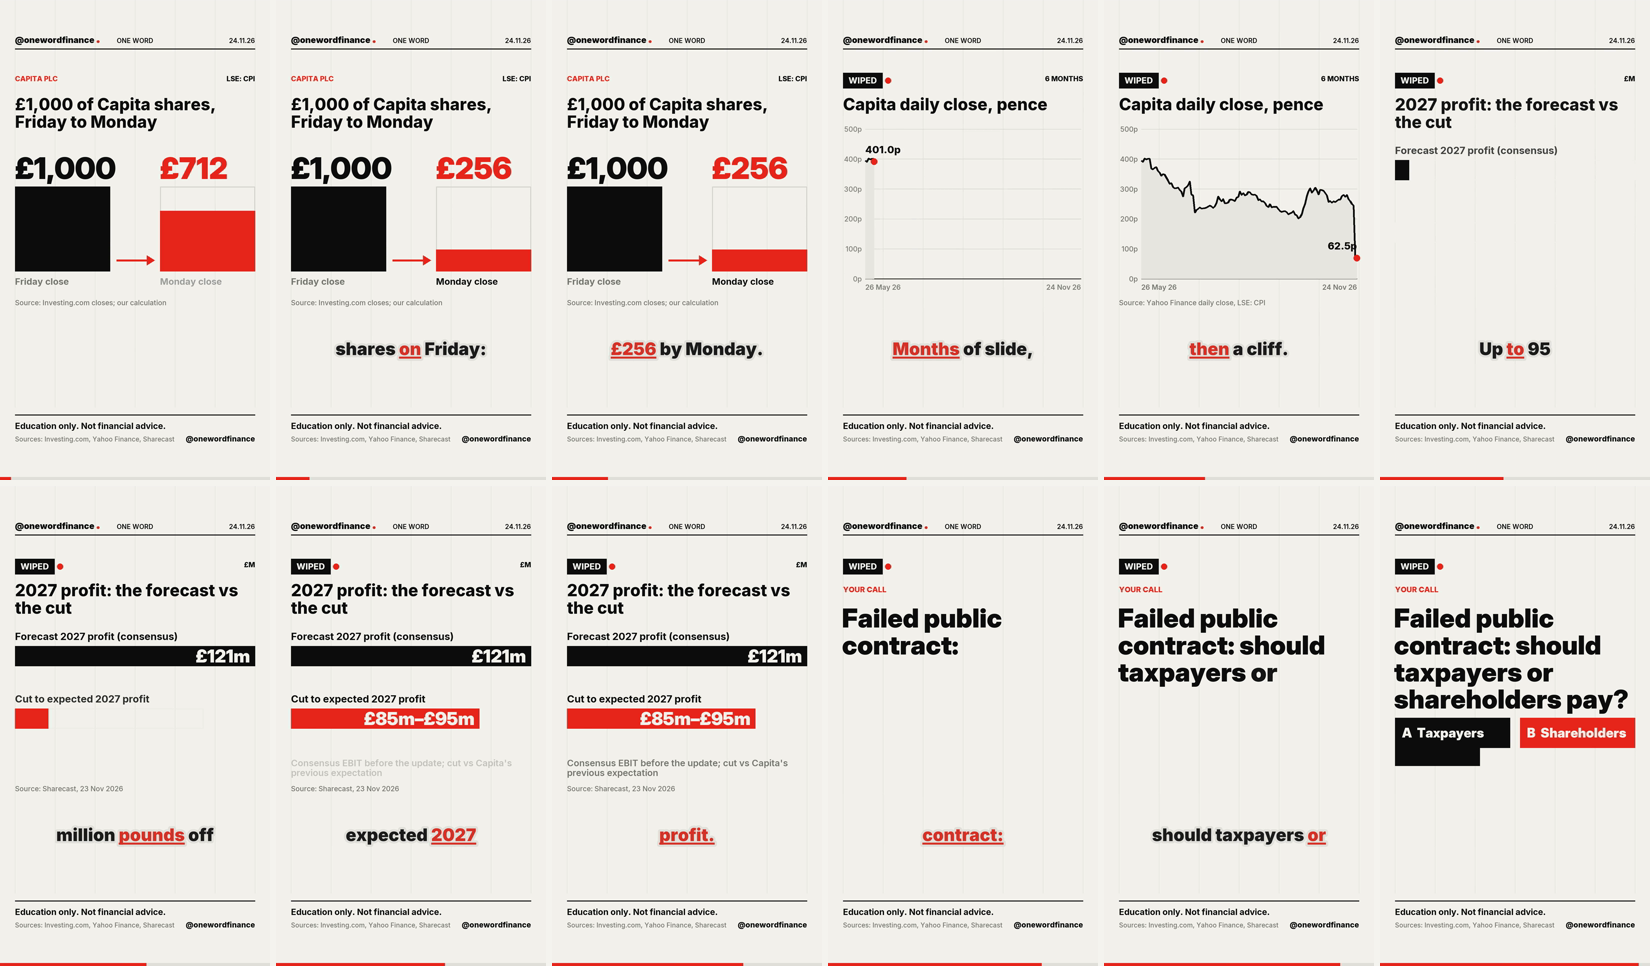 @onewordfinance. ONE WORD 24.11.26
CAPITA PLC LSE: CPI
£1,000 of Capita shares,
Friday to Monday
£1,000 £712
Friday close Monday close
Source: Investing.com closes; our calculation
Education only. Not financial advice.
Sources: Investing.com, Yahoo Finance, Sharecast @onewordfinance
@onewordfinance. ONE WORD 24.11.26
CAPITA PLC LSE: CPI
£1,000 of Capita shares,
Friday to Monday
£1,000 £256
Friday close Monday close
Source: Investing.com closes; our calculation
shares on Friday:
Education only. Not financial advice.
Sources: Investing.com, Yahoo Finance, Sharecast @onewordfinance
@onewordfinance. ONE WORD 24.11.26
CAPITA PLC LSE: CPI
£1,000 of Capita shares,
Friday to Monday
£1,000 £256
Friday close Monday close
Source: Investing.com closes; our calculation
£256 by Monday.
Education only. Not financial advice.
Sources: Investing.com, Yahoo Finance, Sharecast @onewordfinance
@onewordfinance. ONE WORD 24.11.26
WIPED 6 MONTHS
Capita daily close, pence
500p
401.0p
400p
300p
200p
100p
0p
26 May 26 24 Nov 26
Months of slide,
Education only. Not financial advice.
Sources: Investing.com, Yahoo Finance, Sharecast @onewordfinance
@onewordfinance. ONE WORD 24.11.26
WIPED 6 MONTHS
Capita daily close, pence
500p
400p
300p
200p
62.5p
100p
0p
26 May 26 24 Nov 26
Source: Yahoo Finance daily close, LSE: CPI
then a cliff.
Education only. Not financial advice.
Sources: Investing.com, Yahoo Finance, Sharecast @onewordfinance
@onewordfinance. ONE WORD 24.11.26
WIPED £M
2027 profit: the forecast vs
the cut
Forecast 2027 profit (consensus)
Up to 95
Education only. Not financial advice.
Sources: Investing.com, Yahoo Finance, Sharecast @onewordfinance
@onewordfinance. ONE WORD 24.11.26
WIPED £M
2027 profit: the forecast vs
the cut
Forecast 2027 profit (consensus)
£121m
Cut to expected 2027 profit
Source: Sharecast, 23 Nov 2026
million pounds off
Education only. Not financial advice.
Sources: Investing.com, Yahoo Finance, Sharecast @onewordfinance
@onewordfinance. ONE WORD 24.11.26
WIPED £M
2027 profit: the forecast vs
the cut
Forecast 2027 profit (consensus)
£121m
Cut to expected 2027 profit
£85m–£95m
Consensus EBIT before the update; cut vs Capita's
previous expectation
Source: Sharecast, 23 Nov 2026
expected 2027
Education only. Not financial advice.
Sources: Investing.com, Yahoo Finance, Sharecast @onewordfinance
@onewordfinance. ONE WORD 24.11.26
WIPED £M
2027 profit: the forecast vs
the cut
Forecast 2027 profit (consensus)
£121m
Cut to expected 2027 profit
£85m–£95m
Consensus EBIT before the update; cut vs Capita's
previous expectation
Source: Sharecast, 23 Nov 2026
profit.
Education only. Not financial advice.
Sources: Investing.com, Yahoo Finance, Sharecast @onewordfinance
@onewordfinance. ONE WORD 24.11.26
WIPED
YOUR CALL
Failed public
contract:
contract:
Education only. Not financial advice.
Sources: Investing.com, Yahoo Finance, Sharecast @onewordfinance
@onewordfinance. ONE WORD 24.11.26
WIPED
YOUR CALL
Failed public
contract: should
taxpayers or
should taxpayers or
Education only. Not financial advice.
Sources: Investing.com, Yahoo Finance, Sharecast @onewordfinance
@onewordfinance. ONE WORD 24.11.26
WIPED
YOUR CALL
Failed public
contract: should
taxpayers or
shareholders pay?
A Taxpayers B Shareholders
Education only. Not financial advice.
Sources: Investing.com, Yahoo Finance, Sharecast @onewordfinance